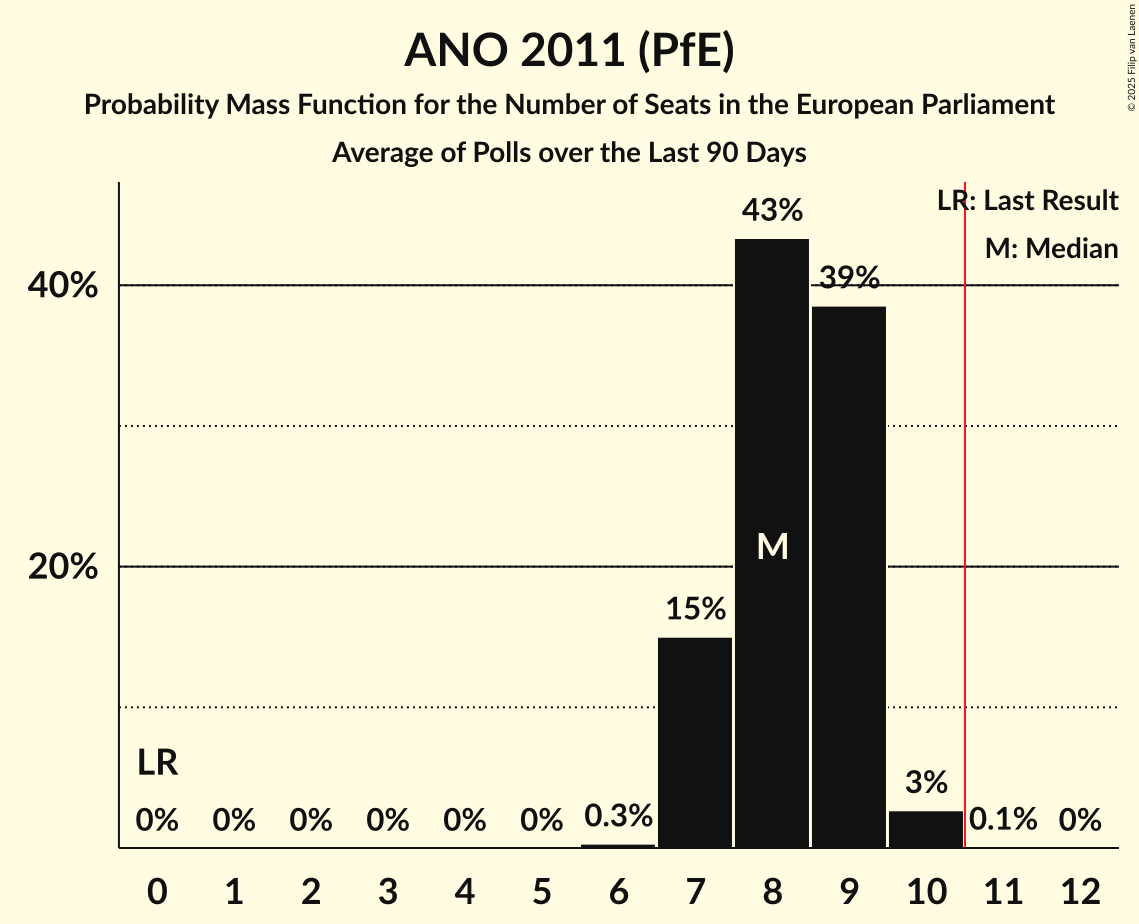 ANO 2011 (PfE)
Probability Mass Function for the Number of Seats in the European Parliament
Average of Polls over the Last 90 Days
© 2025 Filip van Laenen
LR: Last Result
M: Median
43%
39%
40%
M
20%
15%
LR
3%
0% 0% 0% 0% 0% 0% 0.3% 0.1% 0%
0 1 2 3 4 5 6 7 8 9 10 11 12